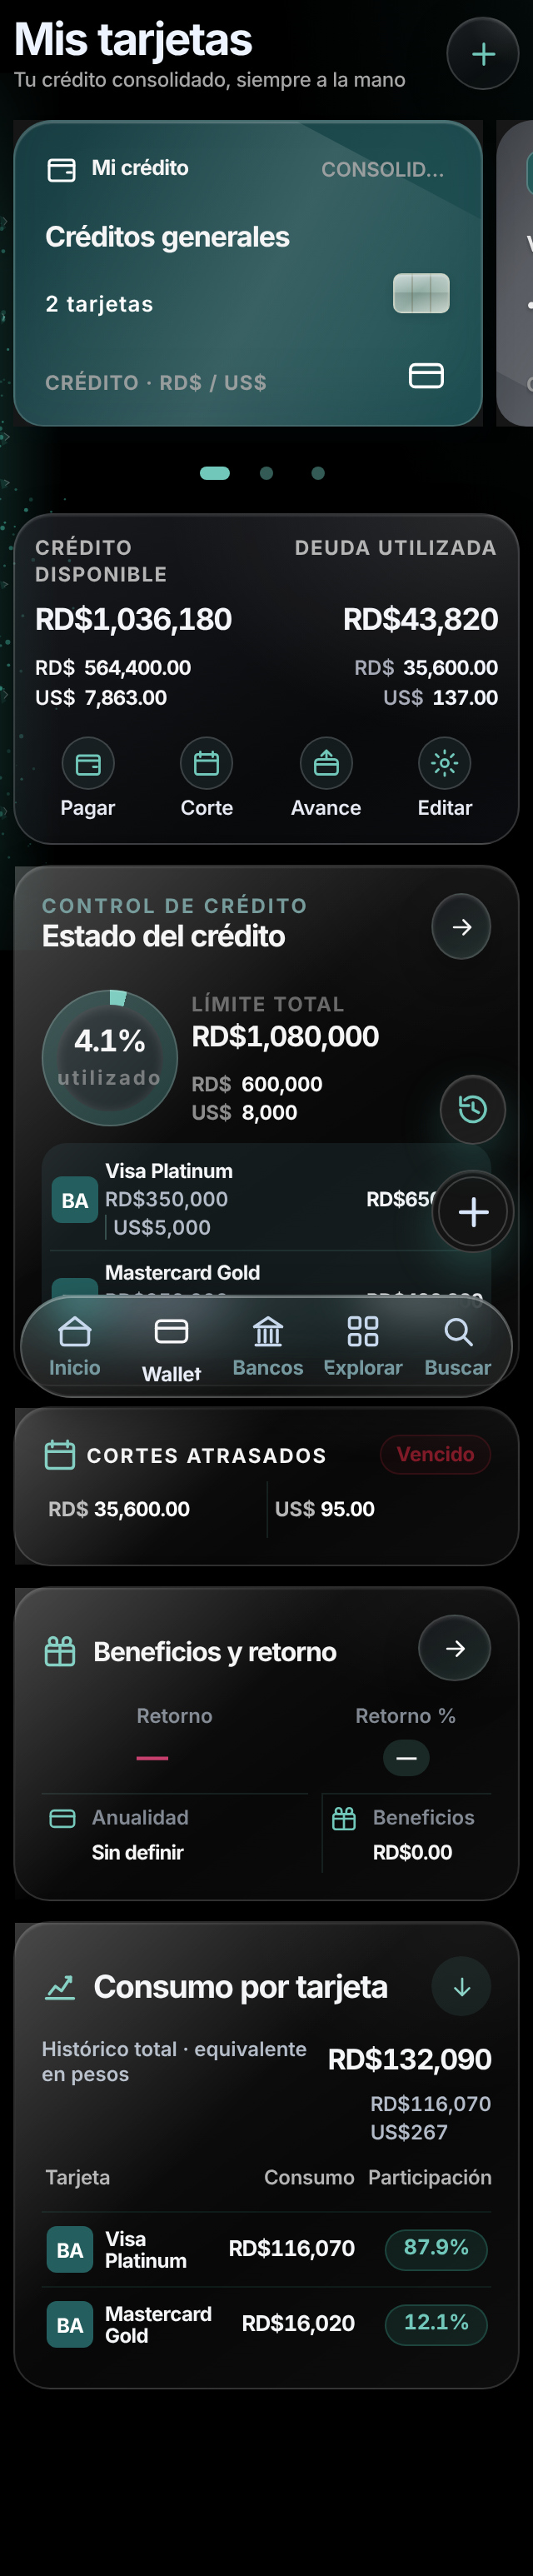 Mis tarjetas
Tu crédito consolidado, siempre a la mano
Mi crédito
CONSOLID...
Créditos generales
2 tarjetas
CRÉDITO · RD$ / US$
CRÉDITO DISPONIBLE
DEUDA UTILIZADA
RD$1,036,180
RD$43,820
RD$ 564,400.00
RD$ 35,600.00
US$ 7,863.00
US$ 137.00
Pagar
Corte
Avance
Editar
CONTROL DE CRÉDITO
Estado del crédito
4.1%
utilizado
LÍMITE TOTAL
RD$1,080,000
RD$ 600,000
US$ 8,000
BA
Visa Platinum
RD$350,000
US$5,000
Mastercard Gold
Inicio
Wallet
Bancos
Explorar
Buscar
CORTES ATRASADOS
Vencido
RD$ 35,600.00
US$ 95.00
Beneficios y retorno
Retorno
Retorno %
—
—
Anualidad
Sin definir
Beneficios
RD$0.00
Consumo por tarjeta
Histórico total · equivalente
en pesos
RD$132,090
RD$116,070
US$267
Tarjeta
Consumo
Participación
BA
Visa
Platinum
RD$116,070
87.9%
BA
Mastercard
Gold
RD$16,020
12.1%